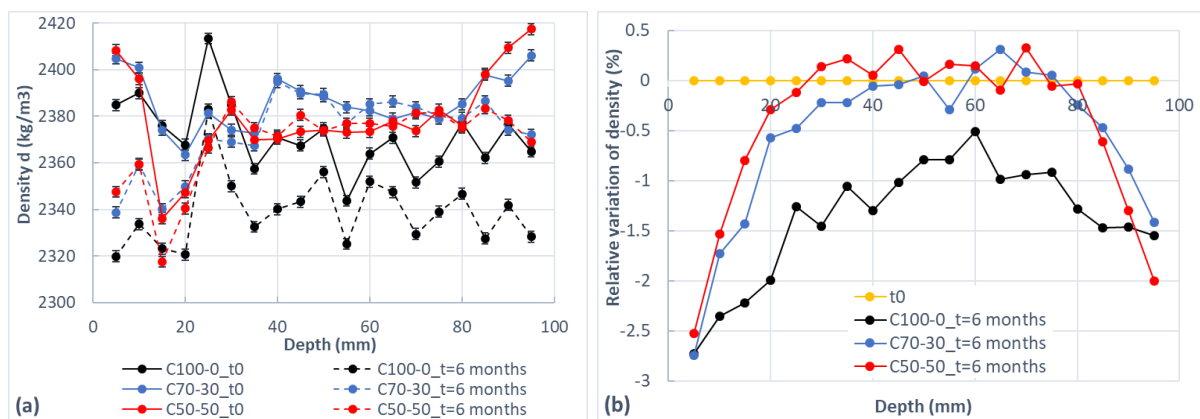 2420
2400
2380
2360
2340
2320
2300
Density d (kg/m3)
0 20 40 60 80 100
Depth (mm)
C100-0_t0 C100-0_t=6 months
C70-30_t0 C70-30_t=6 months
C50-50_t0 C50-50_t=6 months
(a)
0.5
0
-0.5
-1
-1.5
-2
-2.5
-3
Relative variation of density (%)
0 20 40 60 80 100
t0
C100-0_t=6 months
C70-30_t=6 months
C50-50_t=6 months
Depth (mm)
(b)